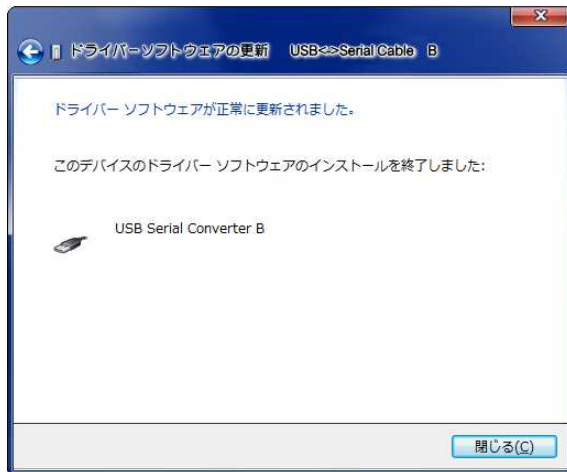 ドライバーソフトウェアの更新 USB<=>Serial Cable B
ドライバー ソフトウェアが正常に更新されました。
このデバイスのドライバー ソフトウェアのインストールを終了しました:
USB Serial Converter B
閉じる(C)